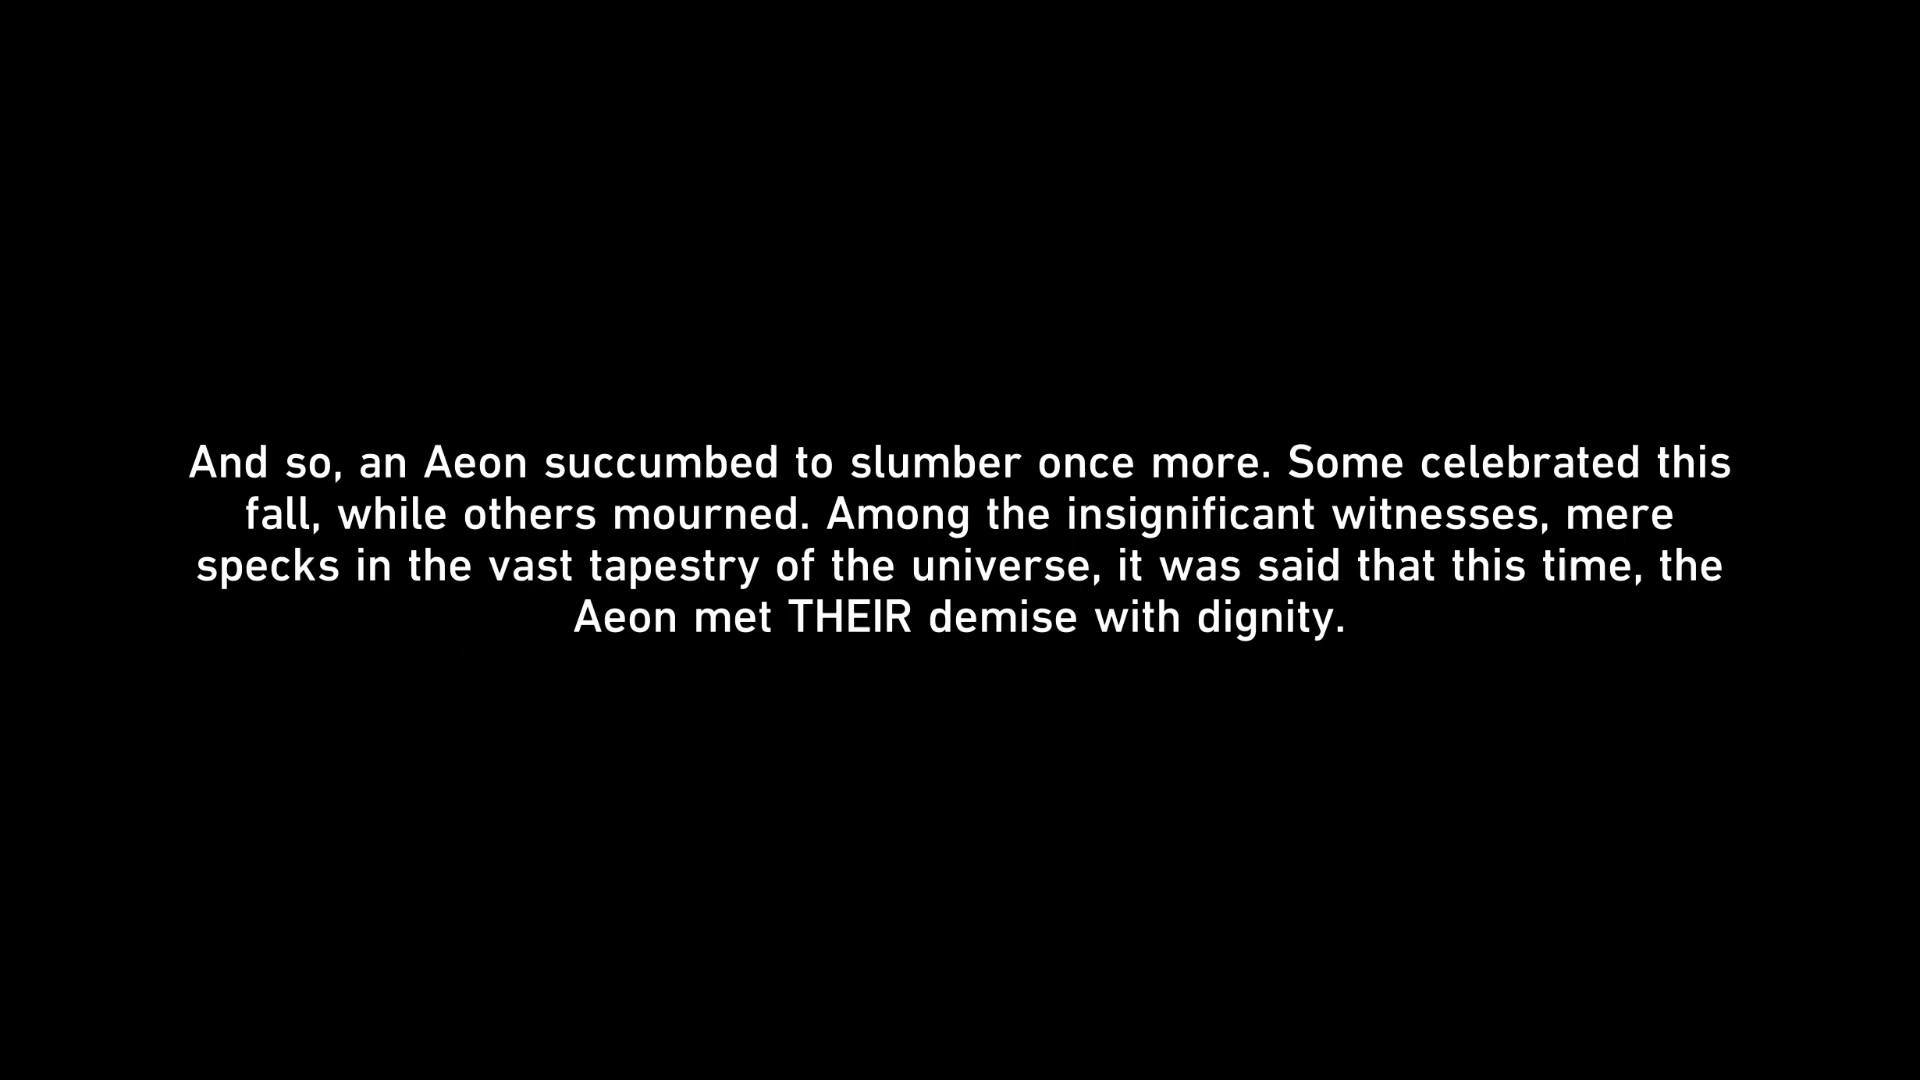 And so, an Aeon succumbed to slumber once more. Some celebrated this
fall, while others mourned. Among the insignificant witnesses, mere
specks in the vast tapestry of the universe, it was said that this time, the
Aeon met THEIR demise with dignity.